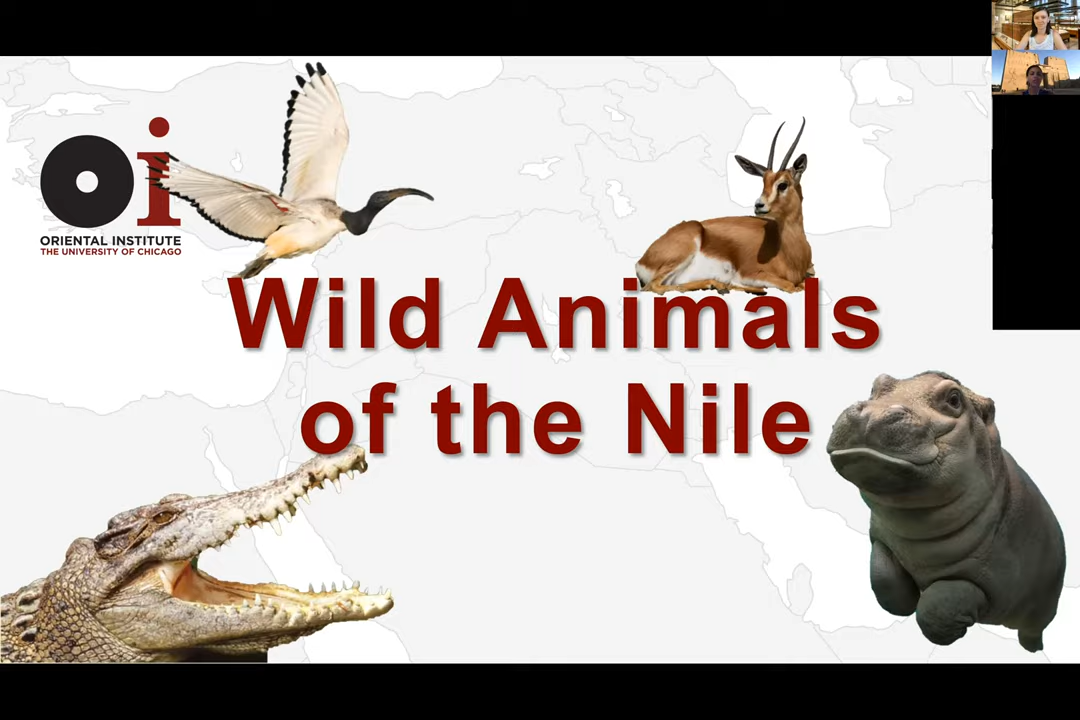 oi
ORIENTAL INSTITUTE
THE UNIVERSITY OF CHICAGO
Wild Animals
of the Nile